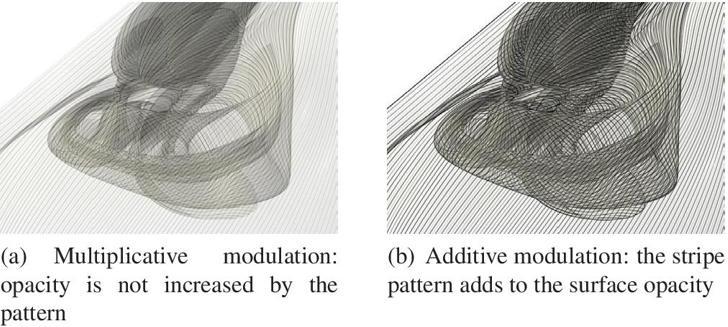 (a) Multiplicative modulation:
opacity is not increased by the
pattern
(b) Additive modulation: the stripe
pattern adds to the surface opacity